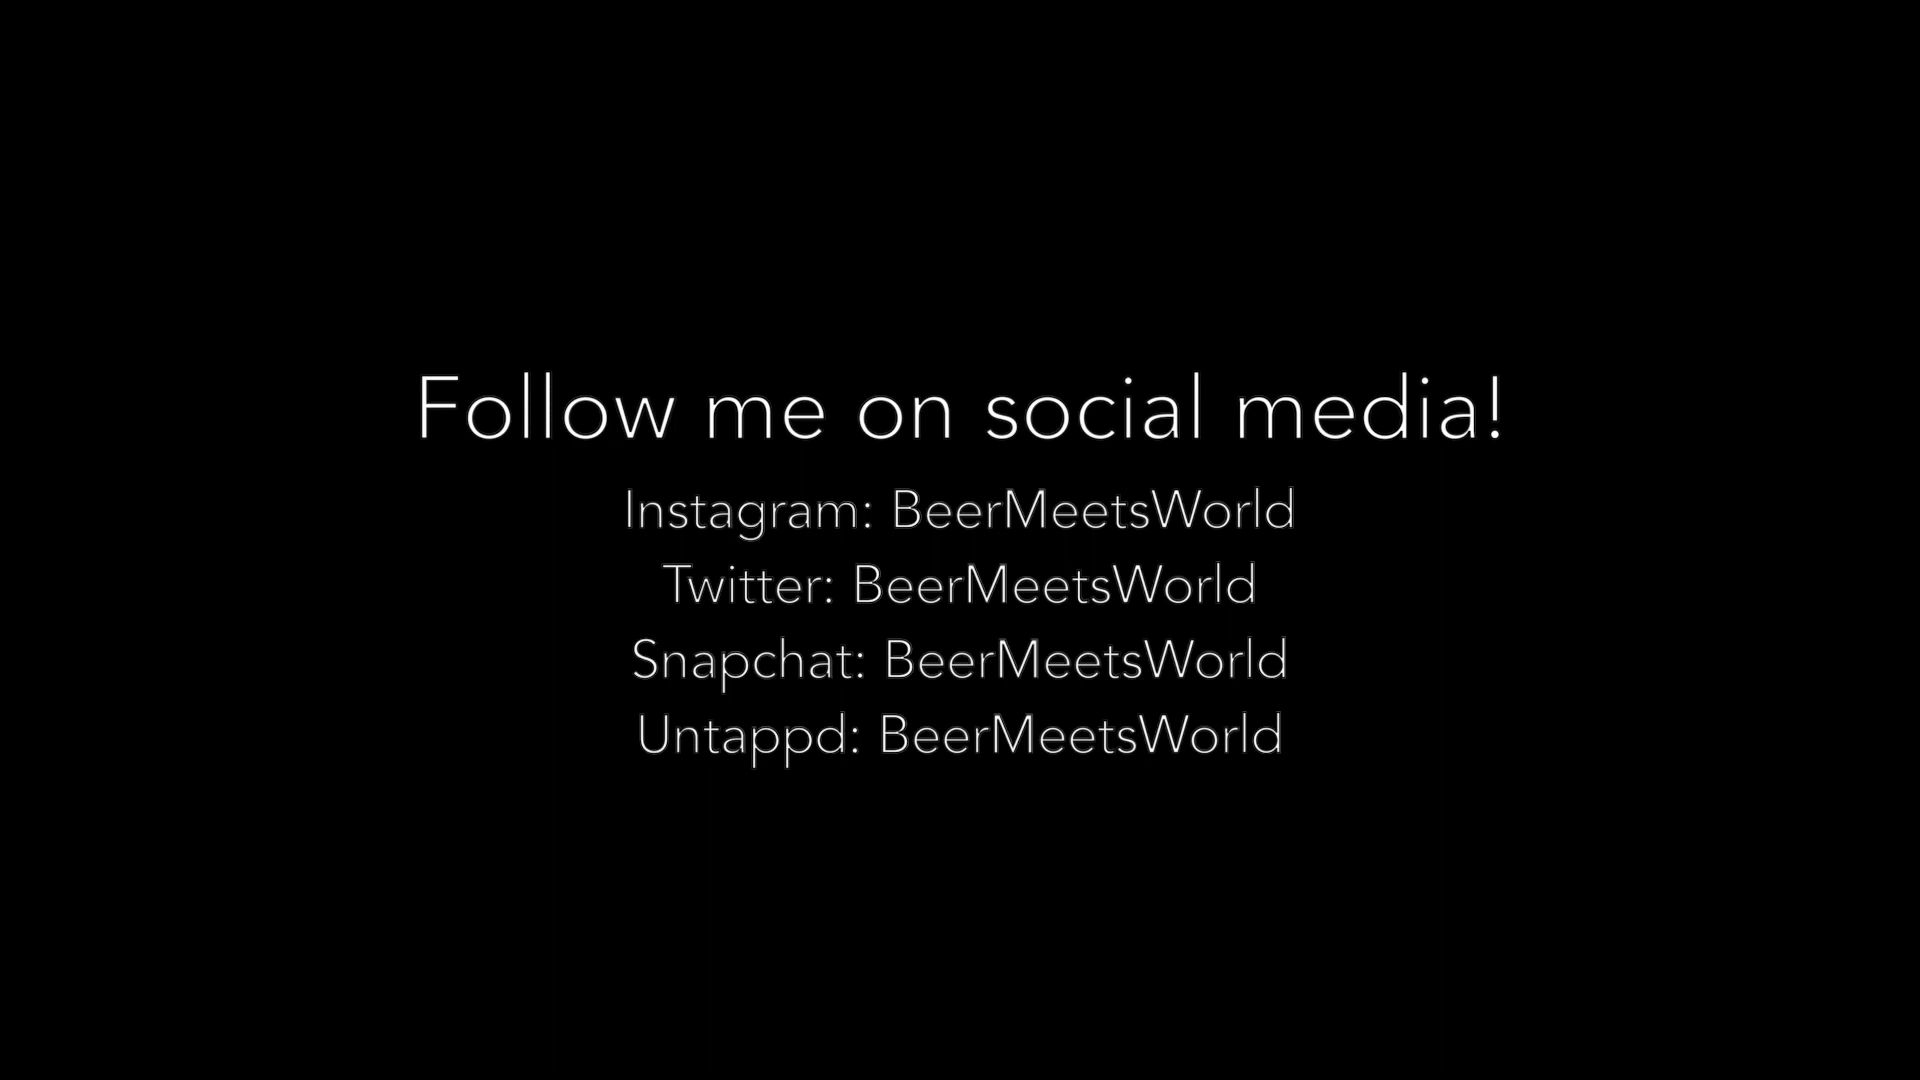 Follow me on social media!
Instagram: BeerMeetsWorld
Twitter: BeerMeetsWorld
Snapchat: BeerMeetsWorld
Untappd: BeerMeetsWorld